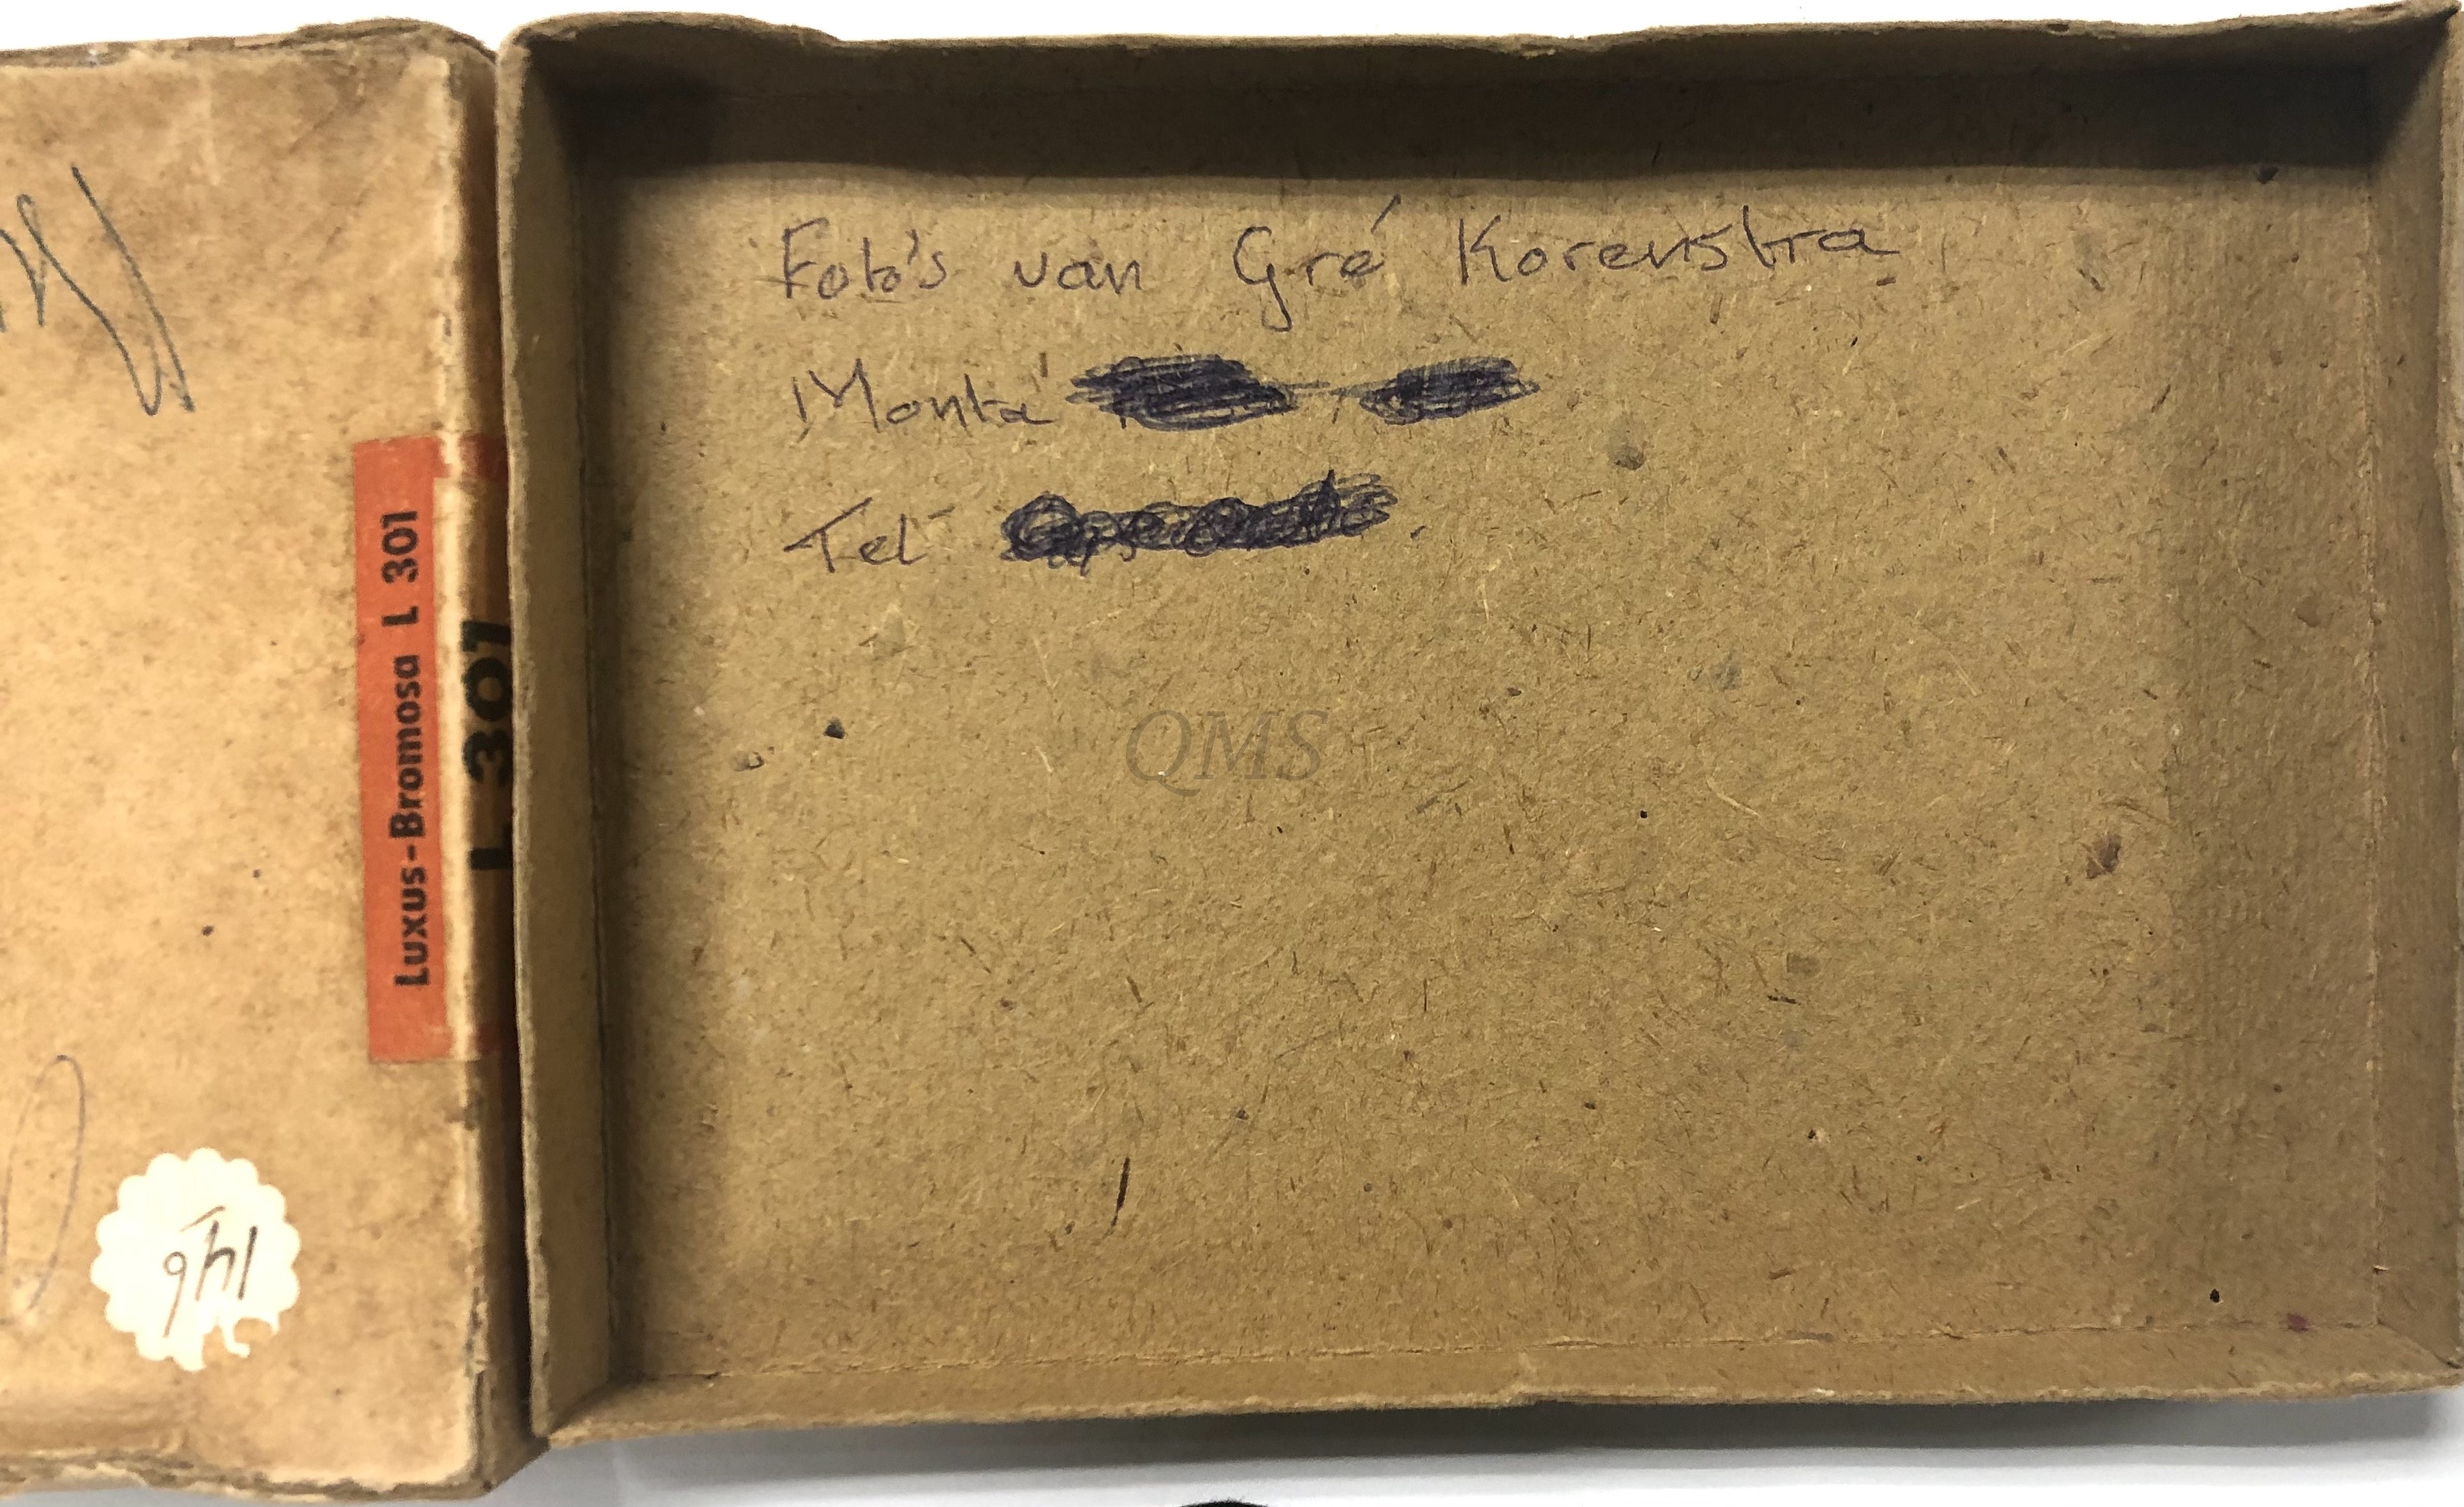 Foto's van Gré Korenstra
Monta
Tel
Luxus-Bromosa L 301
L 301
146
QMS